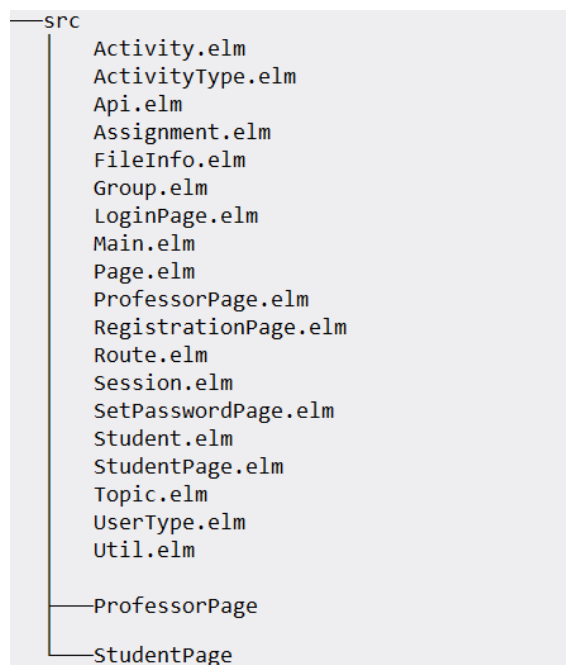 src
Activity.elm
ActivityType.elm
Api.elm
Assignment.elm
FileInfo.elm
Group.elm
LoginPage.elm
Main.elm
Page.elm
ProfessorPage.elm
RegistrationPage.elm
Route.elm
Session.elm
SetPasswordPage.elm
Student.elm
StudentPage.elm
Topic.elm
UserType.elm
Util.elm
ProfessorPage
StudentPage